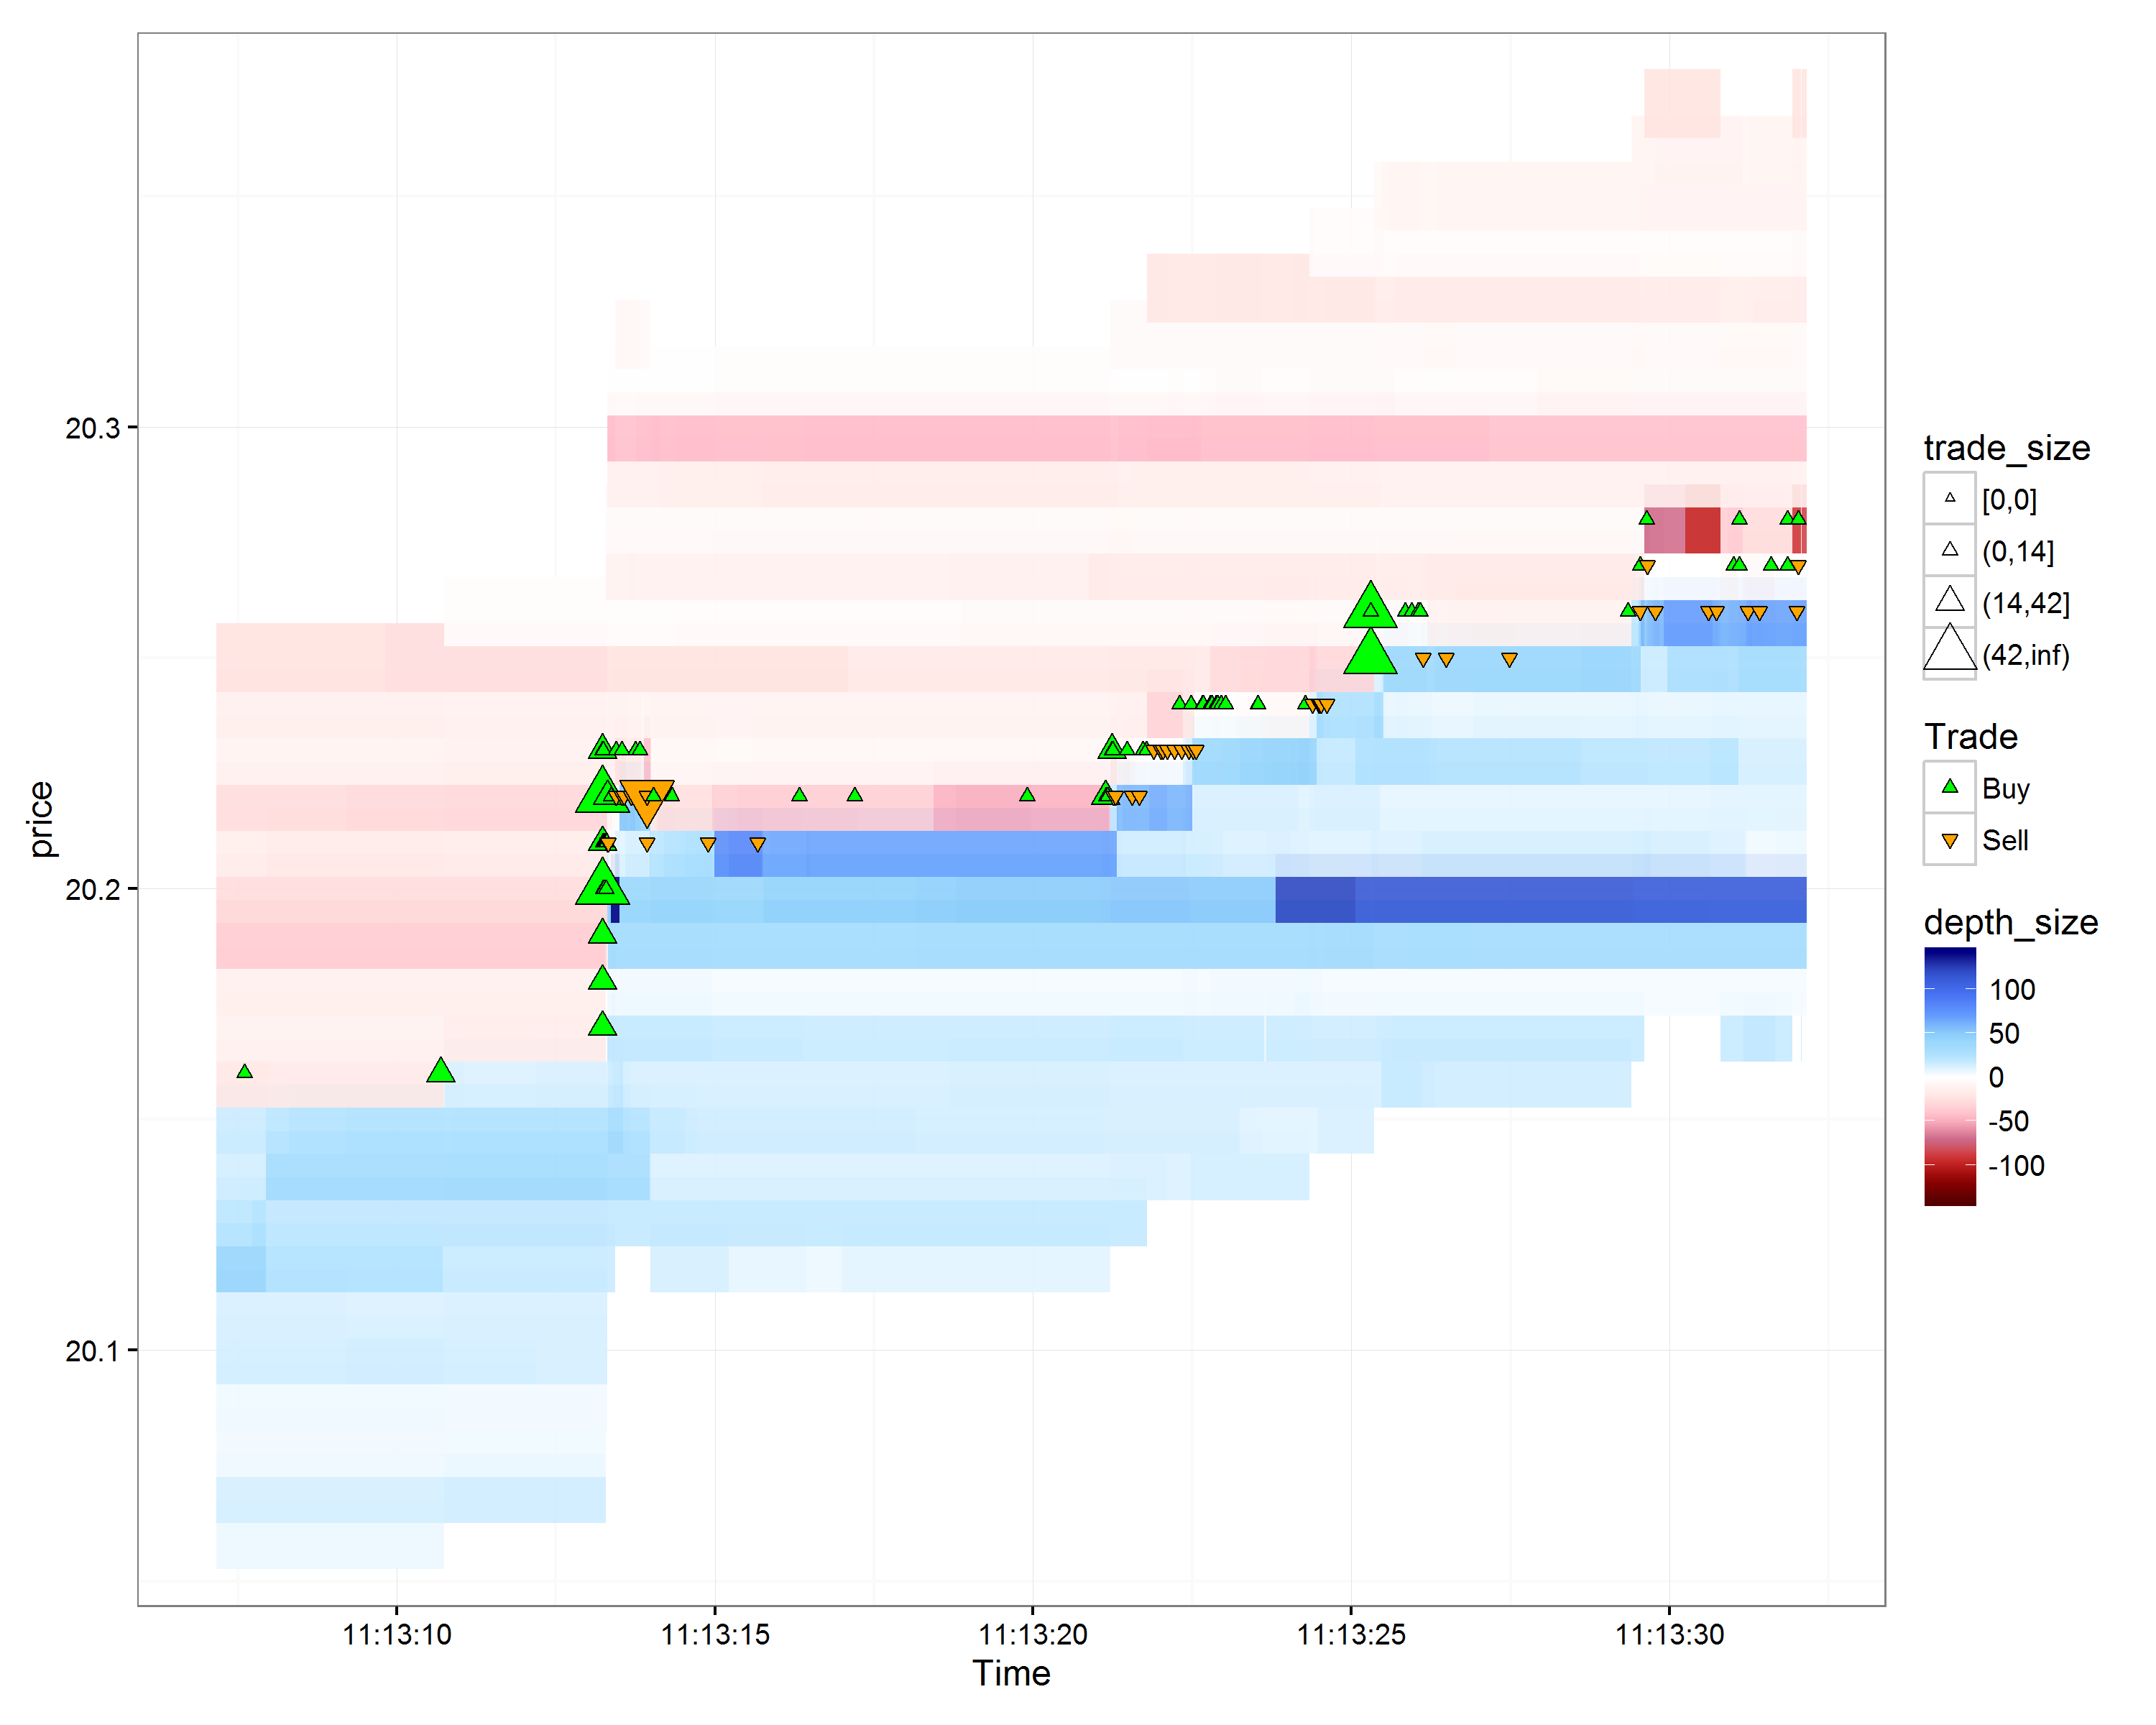 price
20.3
20.2
20.1
11:13:10
11:13:15
11:13:20
11:13:25
11:13:30
Time
trade_size
[0,0]
(0,14]
(14,42]
(42,inf)
Trade
Buy
Sell
depth_size
100
50
0
-50
-100